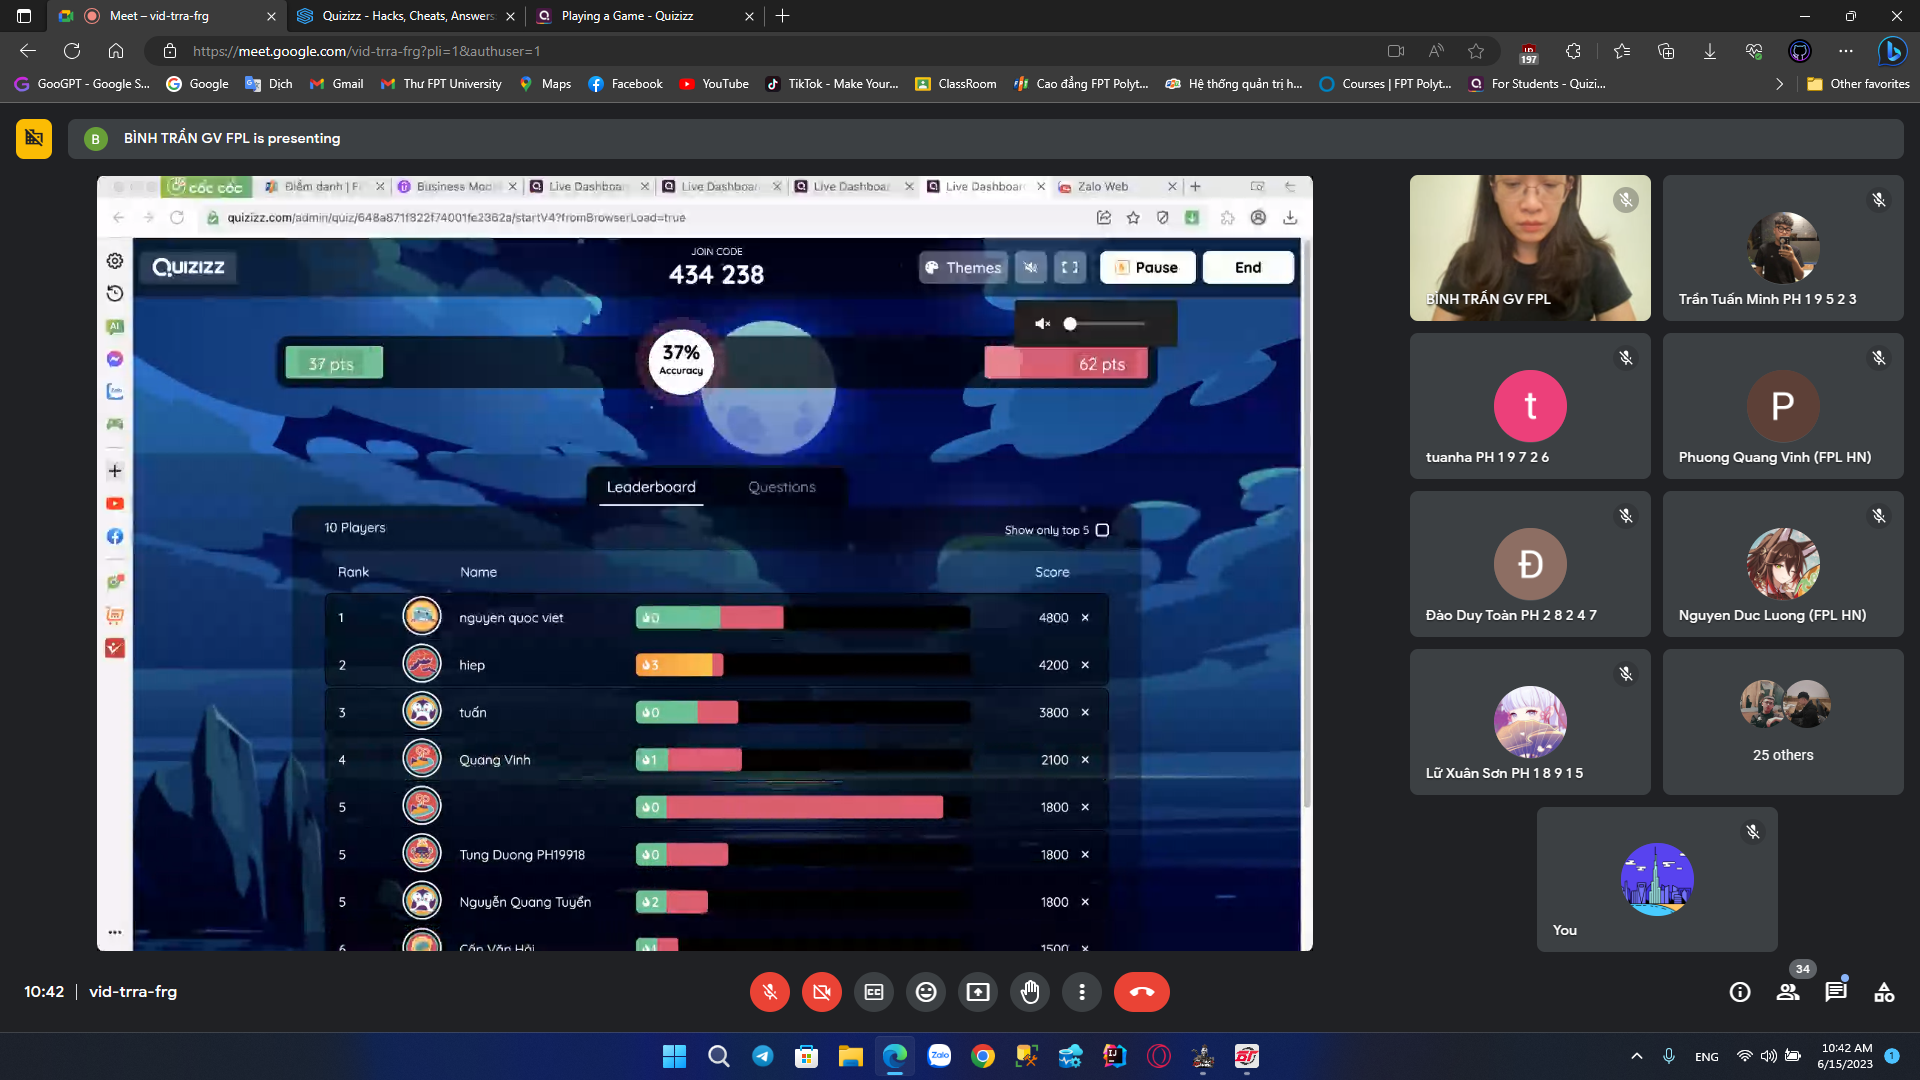 Meet – vid-trra-frg
Quizizz - Hacks, Cheats, Answers
Playing a Game - Quizizz
https://meet.google.com/vid-trra-frg?pli=1&authuser=1
197
GooGPT - Google S...
Google
Dịch
Gmail
Thư FPT University
Maps
Facebook
YouTube
TikTok - Make Your...
ClassRoom
Cao đẳng FPT Polyt...
Hệ thống quản trị h...
Courses | FPT Polyt...
For Students - Quizi...
Other favorites
B
BÌNH TRẦN GV FPL is presenting
CỐC CỐC
Điểm danh | F
Business Mod
Live Dashboar
Live Dashboar
Live Dashboar
Live Dashboar
Zalo Web
quizizz.com/admin/quiz/648a871f822f74001fe2362a/startV4?fromBrowserLoad=true
Quizizz
JOIN CODE
434 238
Themes
Pause
End
37 pts
37%
Accuracy
62 pts
Leaderboard
Questions
10 Players
Show only top 5
Rank
Name
Score
1
nguyen quoc viet
0
4800
2
hiep
3
4200
3
tuấn
0
3800
4
Quang Vinh
1
2100
5
0
1800
5
Tung Duong PH19918
0
1800
5
Nguyễn Quang Tuyển
2
1800
6
Cấn Văn Hải
1500
AI
BÌNH TRẦN GV FPL
Trần Tuấn Minh PH 1 9 5 2 3
t
tuanha PH 1 9 7 2 6
P
Phuong Quang Vinh (FPL HN)
Đ
Đào Duy Toàn PH 2 8 2 4 7
Nguyen Duc Luong (FPL HN)
Lữ Xuân Sơn PH 1 8 9 1 5
25 others
You
10:42
vid-trra-frg
34
Zalo
ENG
10:42 AM
6/15/2023
1